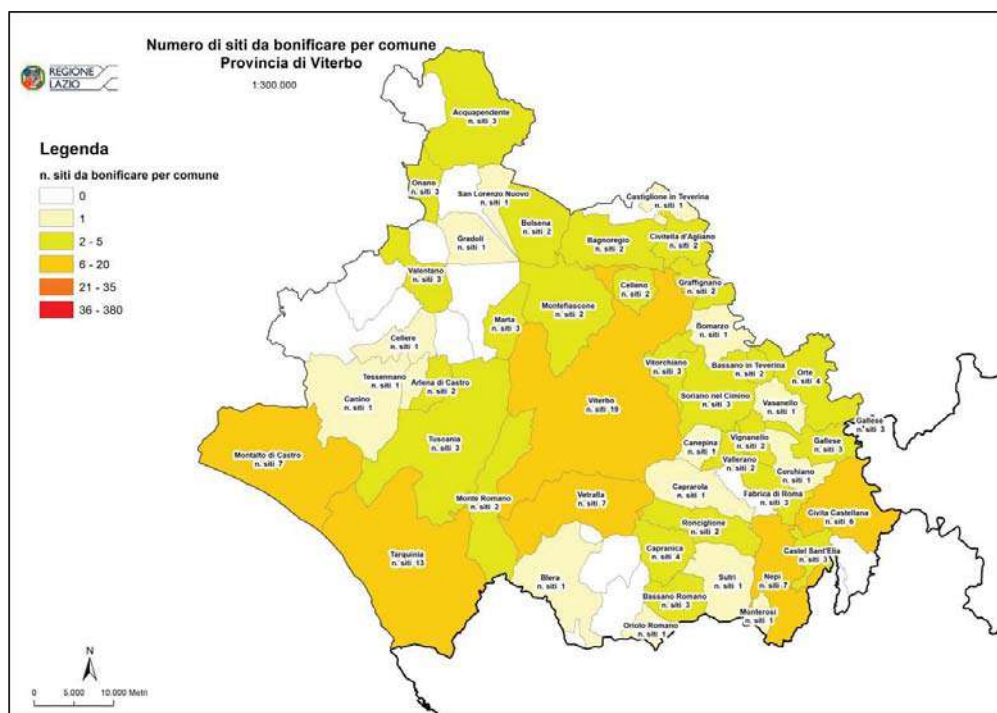 Numero di siti da bonificare per comune
Provincia di Viterbo
1:300.000
REGIONE
LAZIO
Legenda
n. siti da bonificare per comune
0
1
2 - 5
6 - 20
21 - 35
36 - 380
Acquapendente
n. siti 3
Onano
n. siti 3
San Lorenzo Nuovo
n. siti 1
Castiglione in Teverina
n. siti 1
Bolsena
n. siti 2
Gradoli
n. siti 1
Bagnoregio
n. siti 2
Civitella d'Agliano
n. siti 2
Valentano
n. siti 3
Celleno
n. siti 2
Graffignano
n. siti 2
Montefiascone
n. siti 2
Marta
n. siti 3
Bomarzo
n. siti 1
Cellere
n. siti 1
Vitorchiano
n. siti 3
Bassano in Teverina
n. siti 2
Orte
n. siti 4
Tessennano
n. siti 1
Arlena di Castro
n. siti 2
Canino
n. siti 1
Viterbo
n. siti 19
Soriano nel Cimino
n. siti 3
Vasanello
n. siti 1
Gallese
n. siti 3
Tuscania
n. siti 3
Canepina
n. siti 1
Vignanello
n. siti 2
Gallese
n. siti 3
Montalto di Castro
n. siti 7
Vallerano
n. siti 2
Corchiano
n. siti 1
Caprarola
n. siti 1
Fabrica di Roma
n. siti 3
Monte Romano
n. siti 2
Vetralla
n. siti 7
Civita Castellana
n. siti 6
Ronciglione
n. siti 2
Tarquinia
n. siti 13
Capranica
n. siti 4
Castel Sant'Elia
n. siti 3
Blera
n. siti 1
Sutri
n. siti 1
Nepi
n. siti 7
Bassano Romano
n. siti 3
Monterosi
n. siti 1
Oriolo Romano
n. siti 1
N
0 5.000 10.000 Metri